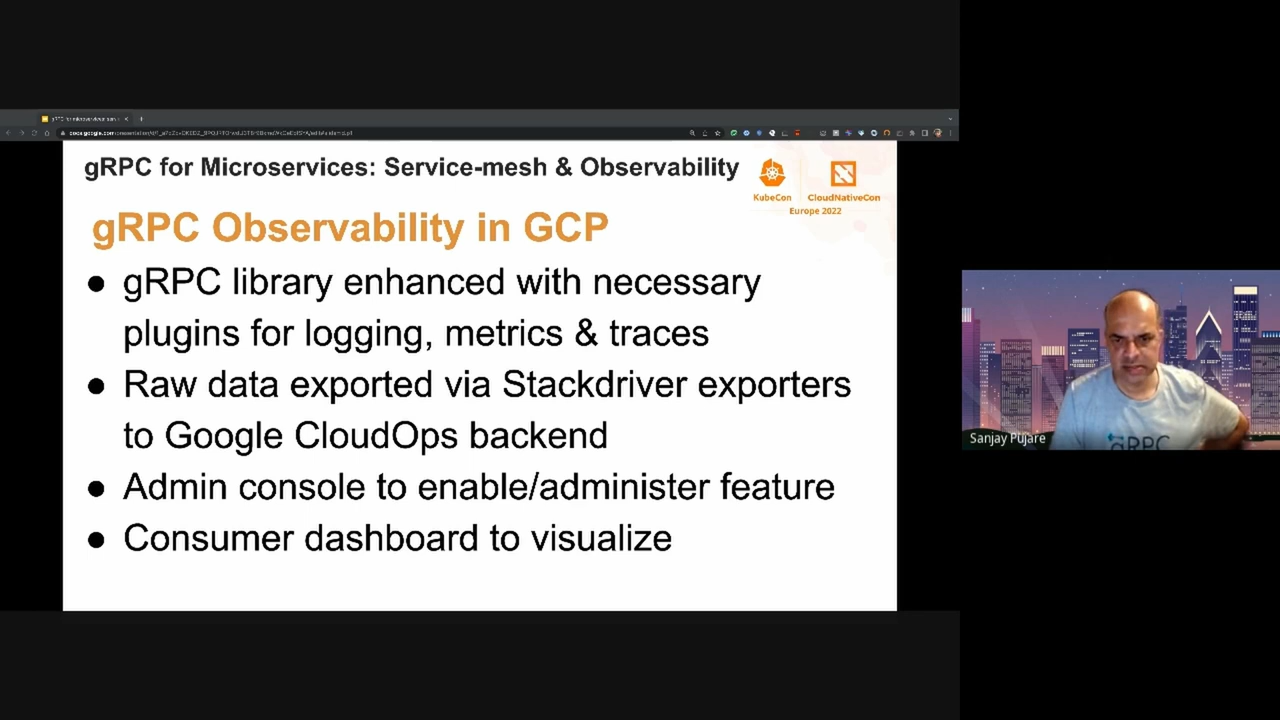 gRPC for Microservices: Service-mesh & Observability
KubeCon
CloudNativeCon
Europe 2022
gRPC Observability in GCP
● gRPC library enhanced with necessary
plugins for logging, metrics & traces
● Raw data exported via Stackdriver exporters
to Google CloudOps backend
● Admin console to enable/administer feature
● Consumer dashboard to visualize
gRPC
Sanjay Pujare